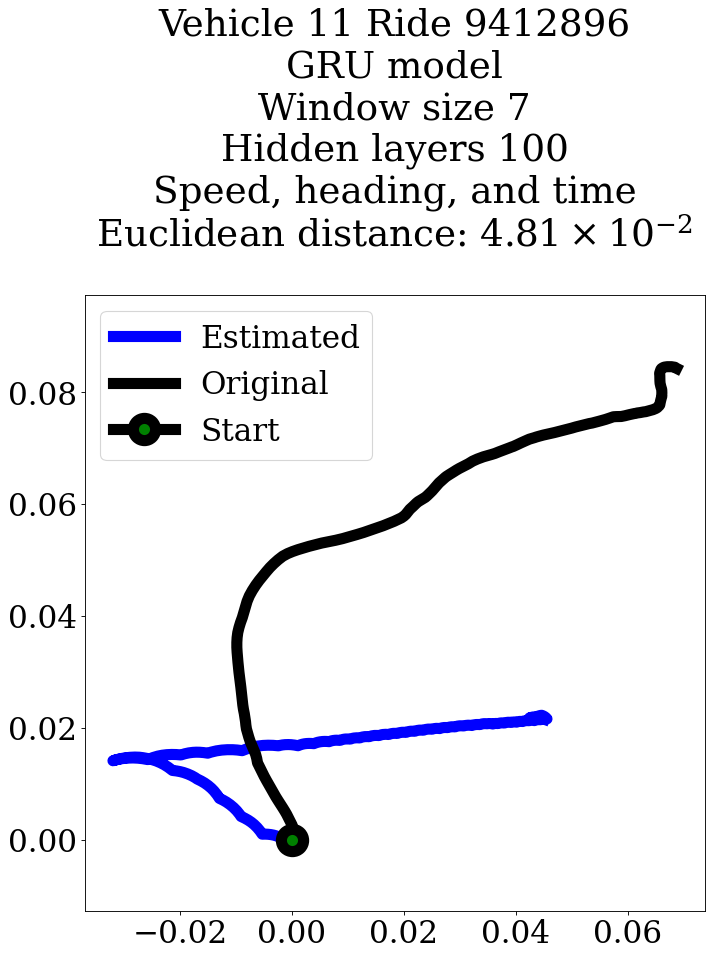 Vehicle 11 Ride 9412896
GRU model
Window size 7
Hidden layers 100
Speed, heading, and time
Euclidean distance: 4.81 × 10⁻²
Estimated
Original
Start
0.08
0.06
0.04
0.02
0.00
−0.02 0.00 0.02 0.04 0.06